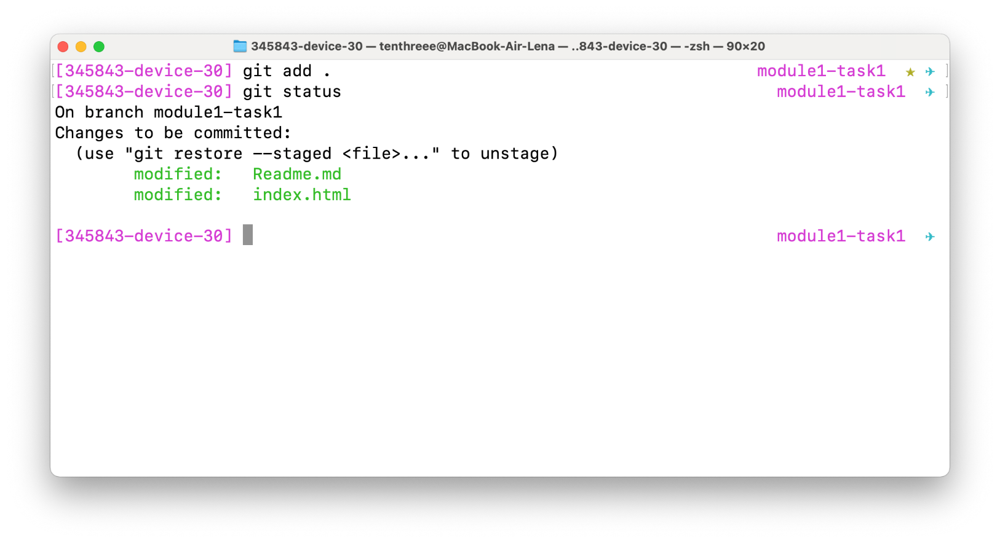 345843-device-30 — tenthreee@MacBook-Air-Lena — ..843-device-30 — -zsh — 90×20
[[345843-device-30] git add . module1-task1 ★ ✈ ]
[[345843-device-30] git status module1-task1 ✈ ]
On branch module1-task1
Changes to be committed:
  (use "git restore --staged <file>..." to unstage)
        modified:   Readme.md
        modified:   index.html
[345843-device-30] module1-task1 ✈